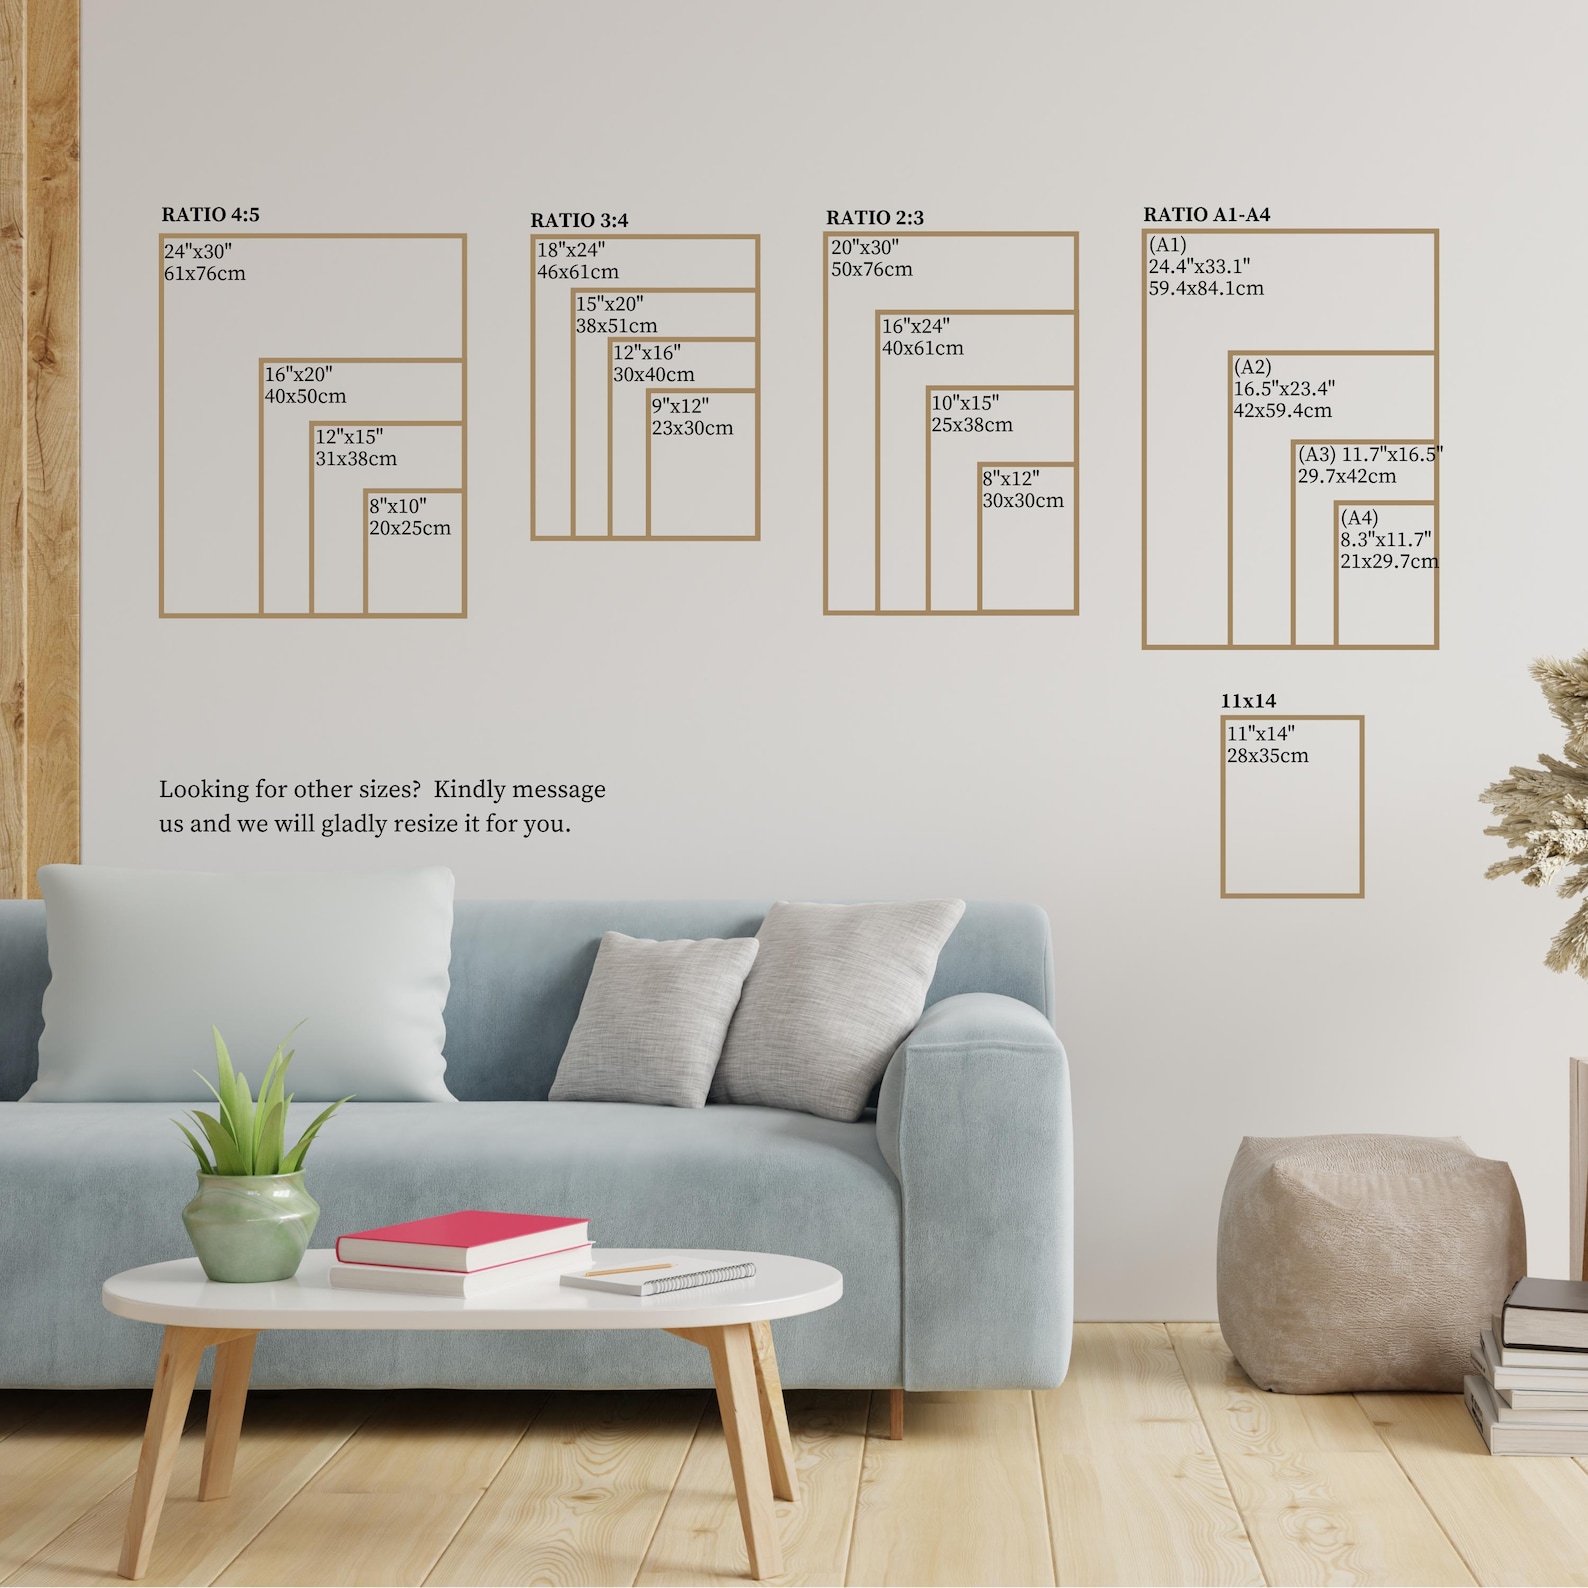 RATIO 4:5
24"x30"
61x76cm
16"x20"
40x50cm
12"x15"
31x38cm
8"x10"
20x25cm
RATIO 3:4
18"x24"
46x61cm
15"x20"
38x51cm
12"x16"
30x40cm
9"x12"
23x30cm
RATIO 2:3
20"x30"
50x76cm
16"x24"
40x61cm
10"x15"
25x38cm
8"x12"
30x30cm
RATIO A1-A4
(A1)
24.4"x33.1"
59.4x84.1cm
(A2)
16.5"x23.4"
42x59.4cm
(A3) 11.7"x16.5"
29.7x42cm
(A4)
8.3"x11.7"
21x29.7cm
11x14
11"x14"
28x35cm
Looking for other sizes? Kindly message
us and we will gladly resize it for you.